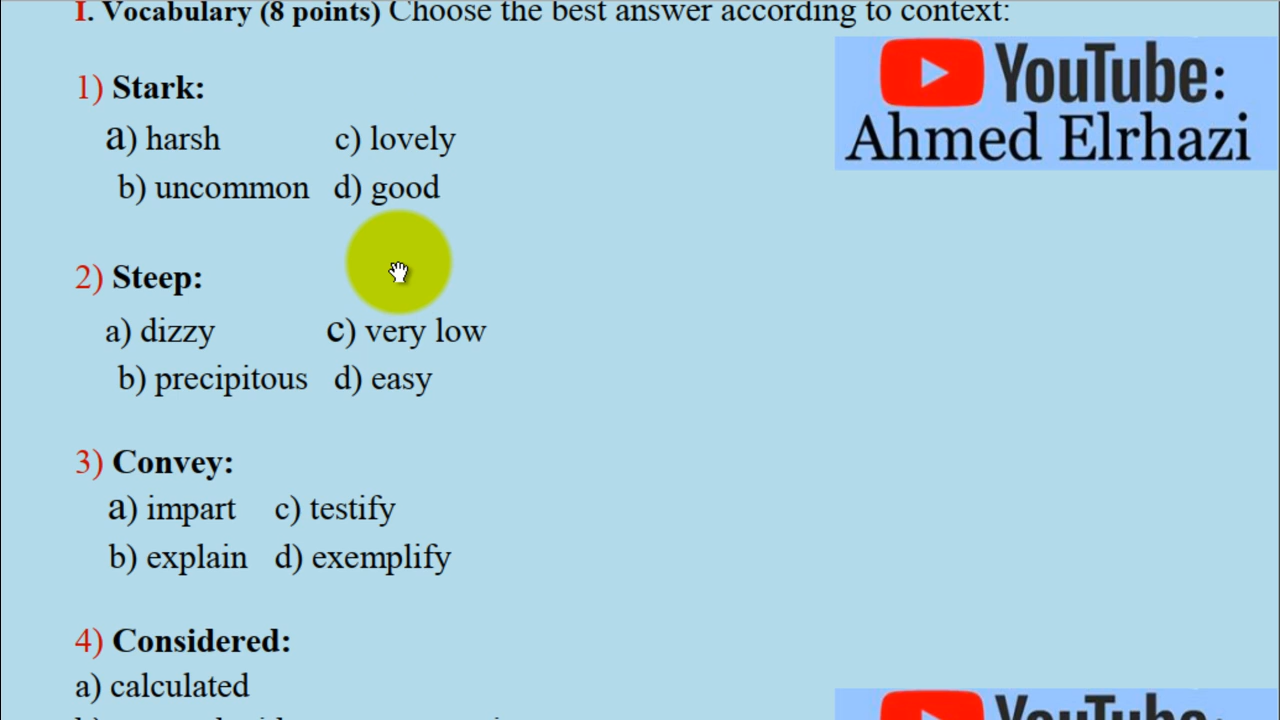 I. Vocabulary (8 points) Choose the best answer according to context:
YouTube:
Ahmed Elrhazi
1) Stark:
a) harsh c) lovely
b) uncommon d) good
2) Steep:
a) dizzy c) very low
b) precipitous d) easy
3) Convey:
a) impart c) testify
b) explain d) exemplify
4) Considered:
a) calculated
YouTube: